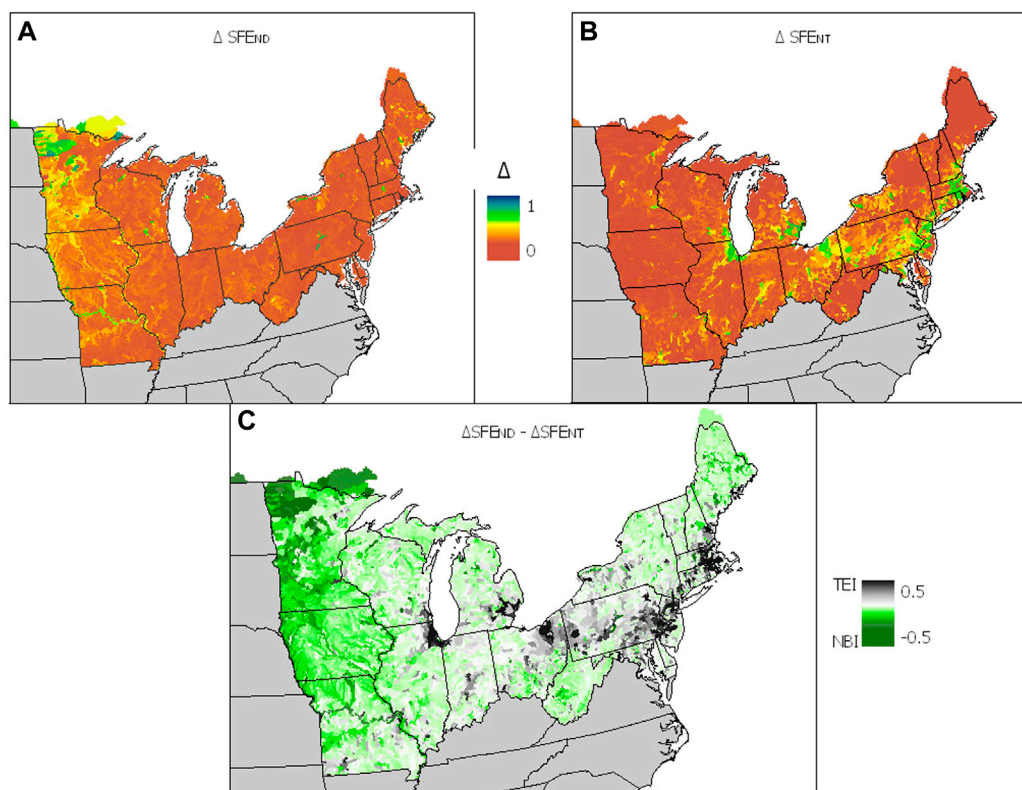 A
Δ SFEND
B
Δ SFENT
Δ
1
0
C
ΔSFEND - ΔSFENT
TEI
0.5
NBI
-0.5